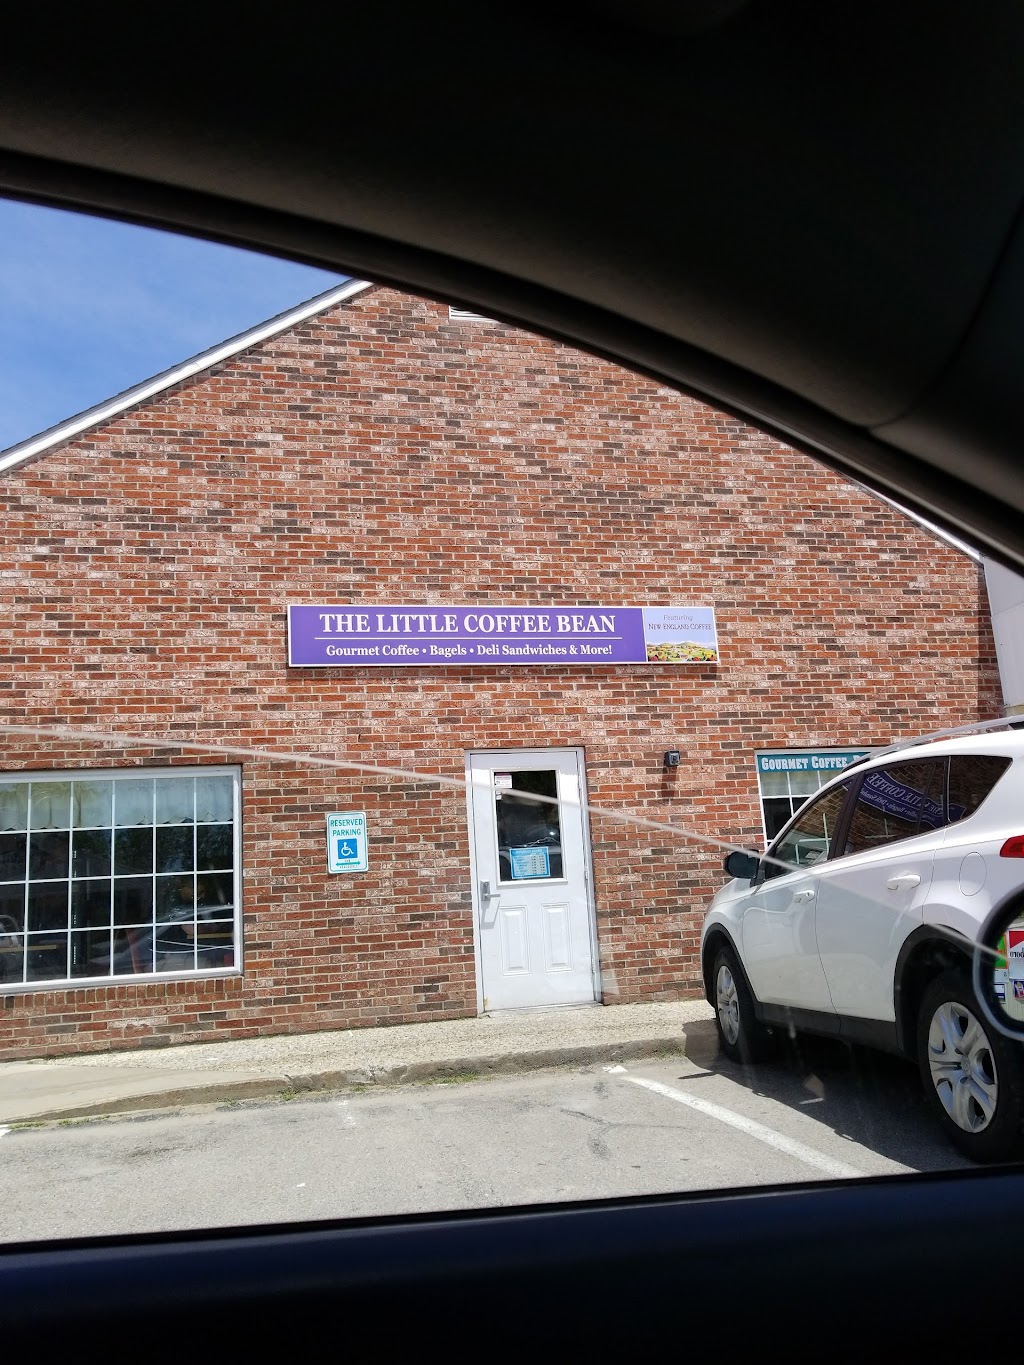 THE LITTLE COFFEE BEAN
Gourmet Coffee • Bagels • Deli Sandwiches & More!
Featuring
NEW ENGLAND COFFEE
GOURMET COFFEE
RESERVED
PARKING